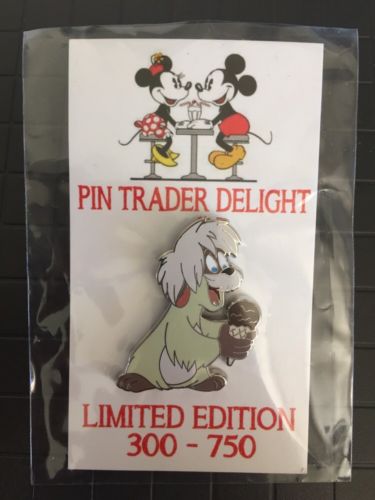 PIN TRADER DELIGHT
LIMITED EDITION
300 - 750